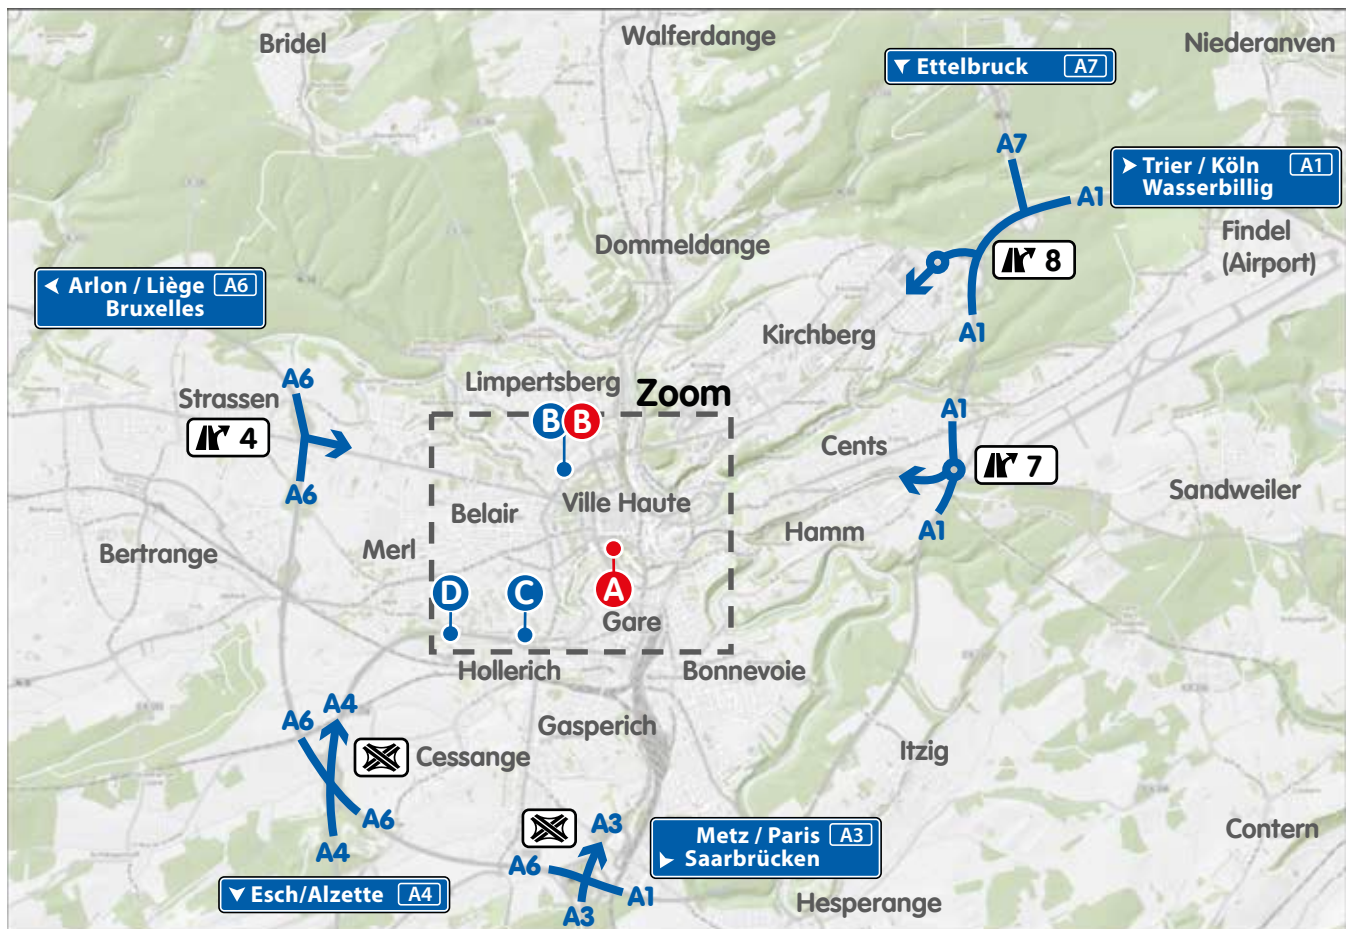 Bridel
Walferdange
Niederanven
Ettelbruck A7
A7
Trier / Köln A1
Wasserbillig
A1
Findel
(Airport)
Dommeldange
8
Arlon / Liège A6
Bruxelles
Kirchberg
A1
A6
Strassen
4
A6
Limpertsberg
Zoom
B B
A1
Cents
7
Ville Haute
Belair
Sandweiler
Hamm
A1
Bertrange
Merl
D
C
A
Gare
Hollerich
Bonnevoie
A6
A4
Gasperich
Cessange
Itzig
A6
A4
A3
Metz / Paris A3
Saarbrücken
Contern
A6
A1
A3
Esch/Alzette A4
Hesperange